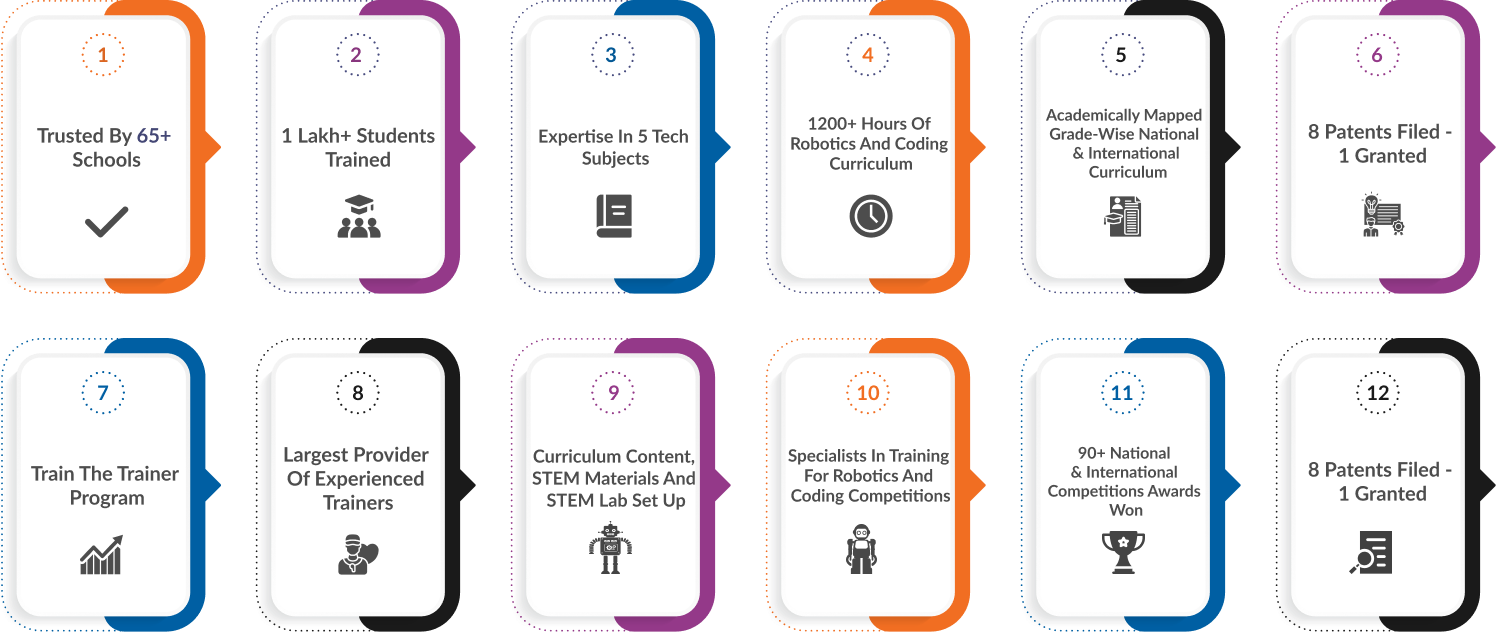 1
Trusted By 65+
Schools
2
1 Lakh+ Students
Trained
3
Expertise In 5 Tech
Subjects
4
1200+ Hours Of
Robotics And Coding
Curriculum
5
Academically Mapped
Grade-Wise National
& International
Curriculum
6
8 Patents Filed -
1 Granted
7
Train The Trainer
Program
8
Largest Provider
Of Experienced
Trainers
9
Curriculum Content,
STEM Materials And
STEM Lab Set Up
10
Specialists In Training
For Robotics And
Coding Competitions
11
90+ National
& International
Competitions Awards
Won
12
8 Patents Filed -
1 Granted